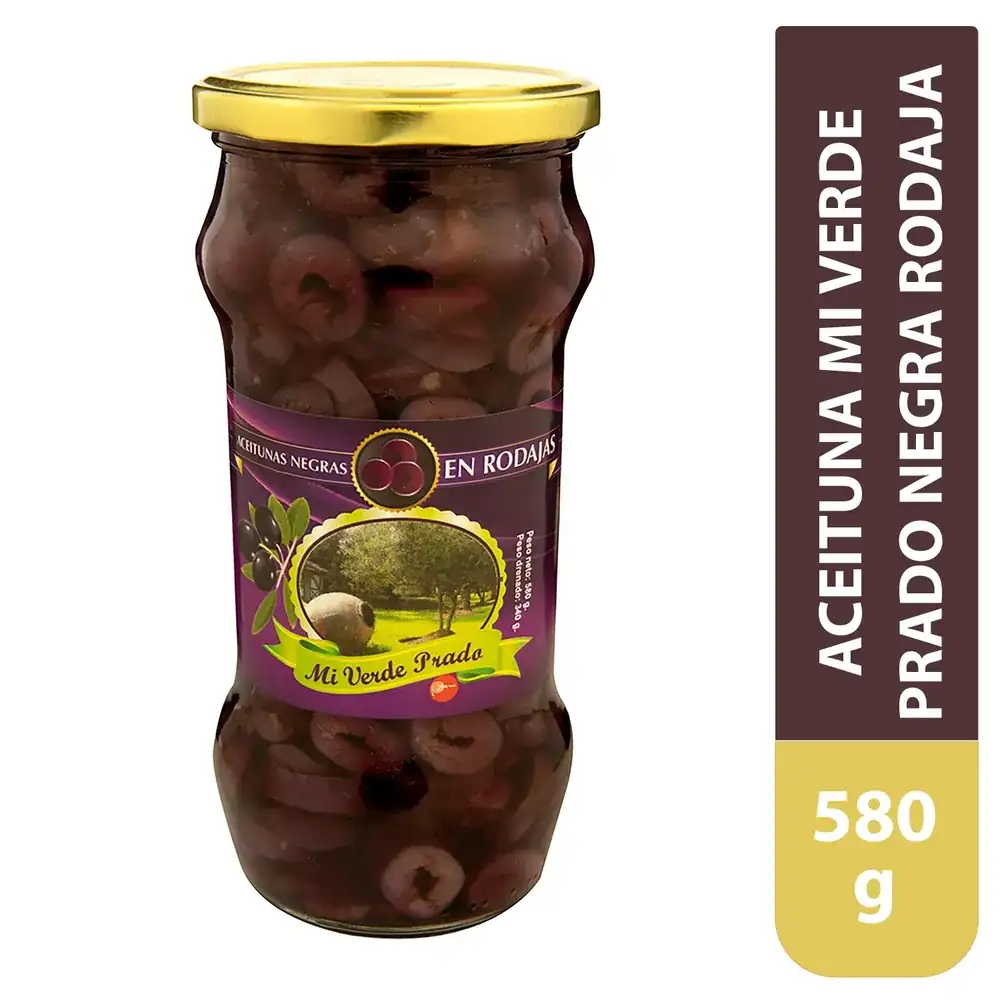 ACEITUNAS NEGRAS
EN RODAJAS
Peso neto: 580 g.
Peso drenado: 340 g.
Mi Verde Prado
ACEITUNA MI VERDE
PRADO NEGRA RODAJA
580
g